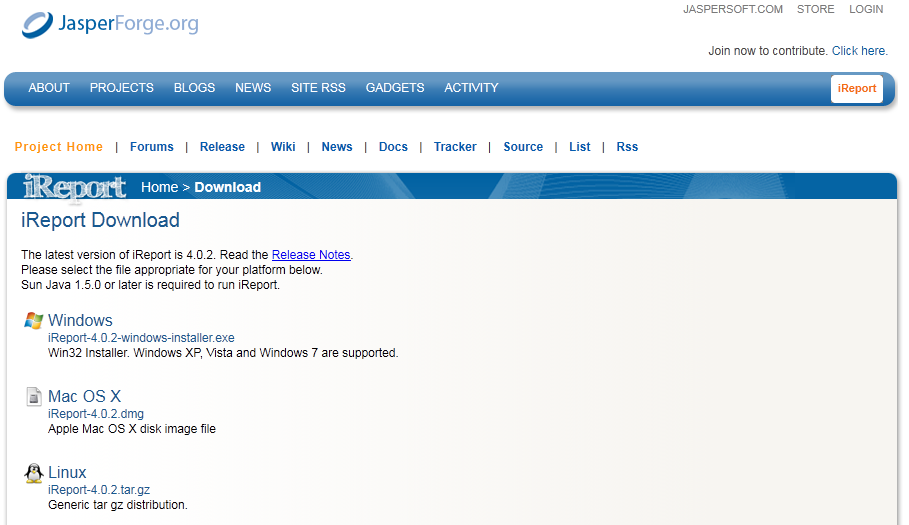 JasperForge.org
JASPERSOFT.COM STORE LOGIN
Join now to contribute. Click here.
ABOUT PROJECTS BLOGS NEWS SITE RSS GADGETS ACTIVITY iReport
Project Home | Forums | Release | Wiki | News | Docs | Tracker | Source | List | Rss
iReport Home > Download
iReport Download
The latest version of iReport is 4.0.2. Read the Release Notes.
Please select the file appropriate for your platform below.
Sun Java 1.5.0 or later is required to run iReport.
Windows
iReport-4.0.2-windows-installer.exe
Win32 Installer. Windows XP, Vista and Windows 7 are supported.
Mac OS X
iReport-4.0.2.dmg
Apple Mac OS X disk image file
Linux
iReport-4.0.2.tar.gz
Generic tar gz distribution.